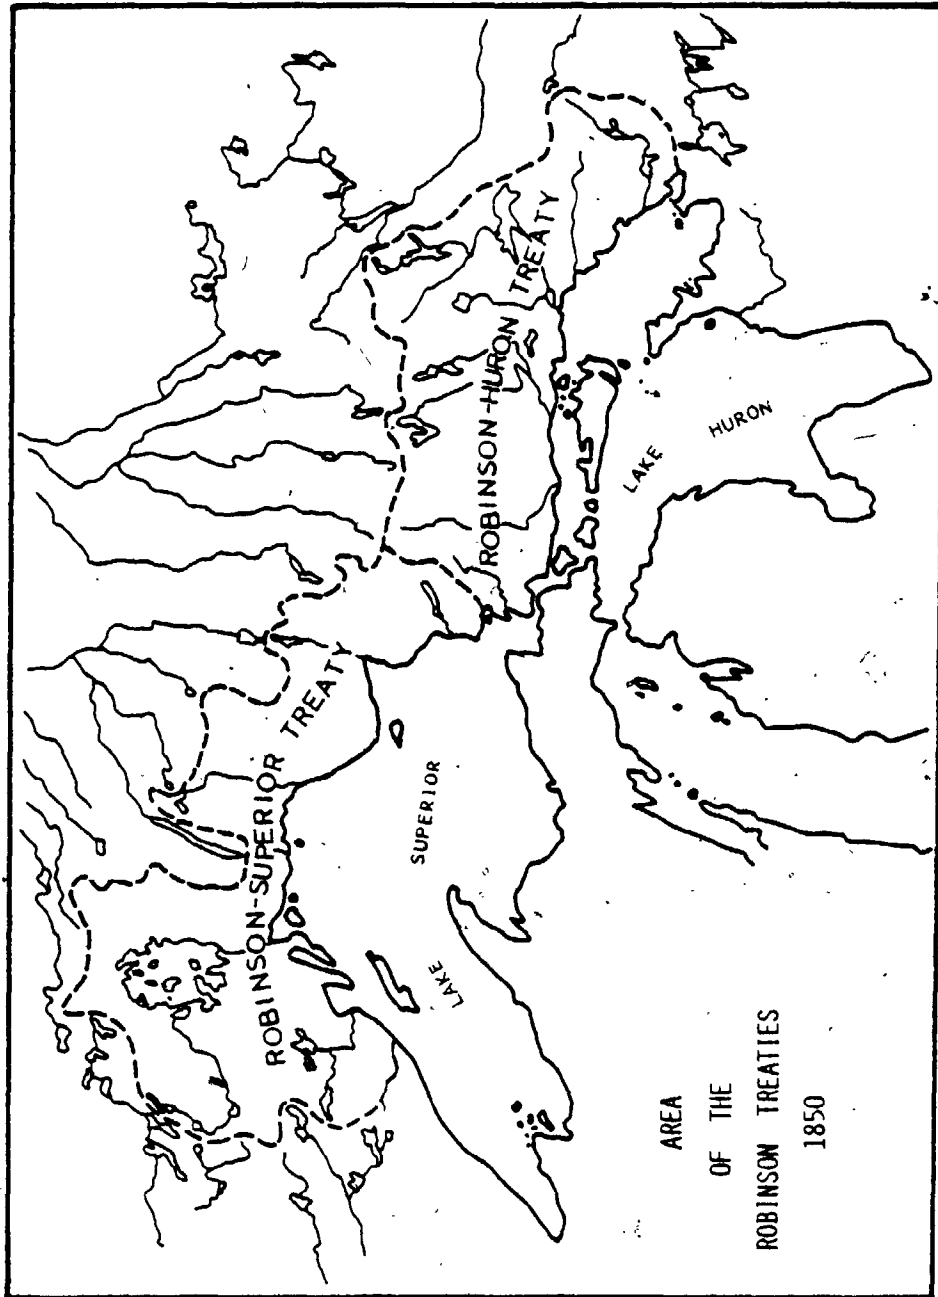 ROBINSON-SUPERIOR TREATY
ROBINSON-HURON TREATY
LAKE SUPERIOR
LAKE HURON
AREA
OF THE
ROBINSON TREATIES
1850